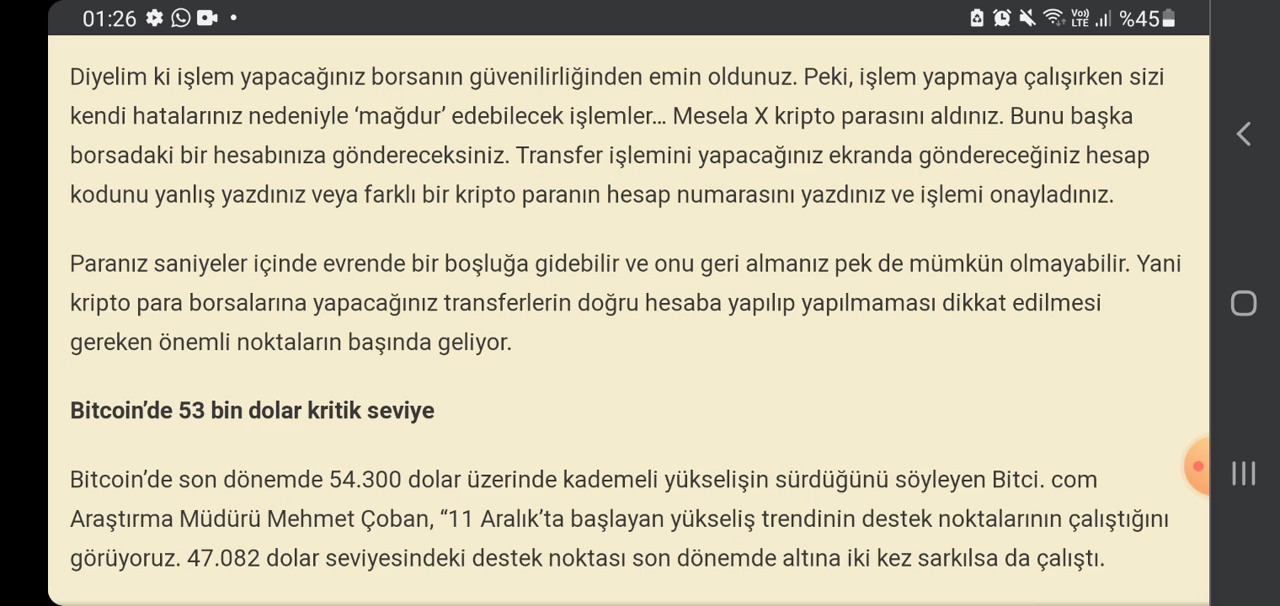 01:26
Vo)) LTE %45
Diyelim ki işlem yapacağınız borsanın güvenilirliğinden emin oldunuz. Peki, işlem yapmaya çalışırken sizi
kendi hatalarınız nedeniyle ‘mağdur’ edebilecek işlemler... Mesela X kripto parasını aldınız. Bunu başka
borsadaki bir hesabınıza göndereceksiniz. Transfer işlemini yapacağınız ekranda göndereceğiniz hesap
kodunu yanlış yazdınız veya farklı bir kripto paranın hesap numarasını yazdınız ve işlemi onayladınız.
Paranız saniyeler içinde evrende bir boşluğa gidebilir ve onu geri almanız pek de mümkün olmayabilir. Yani
kripto para borsalarına yapacağınız transferlerin doğru hesaba yapılıp yapılmaması dikkat edilmesi
gereken önemli noktaların başında geliyor.
Bitcoin’de 53 bin dolar kritik seviye
Bitcoin’de son dönemde 54.300 dolar üzerinde kademeli yükselişin sürdüğünü söyleyen Bitci. com
Araştırma Müdürü Mehmet Çoban, “11 Aralık’ta başlayan yükseliş trendinin destek noktalarının çalıştığını
görüyoruz. 47.082 dolar seviyesindeki destek noktası son dönemde altına iki kez sarkılsa da çalıştı.